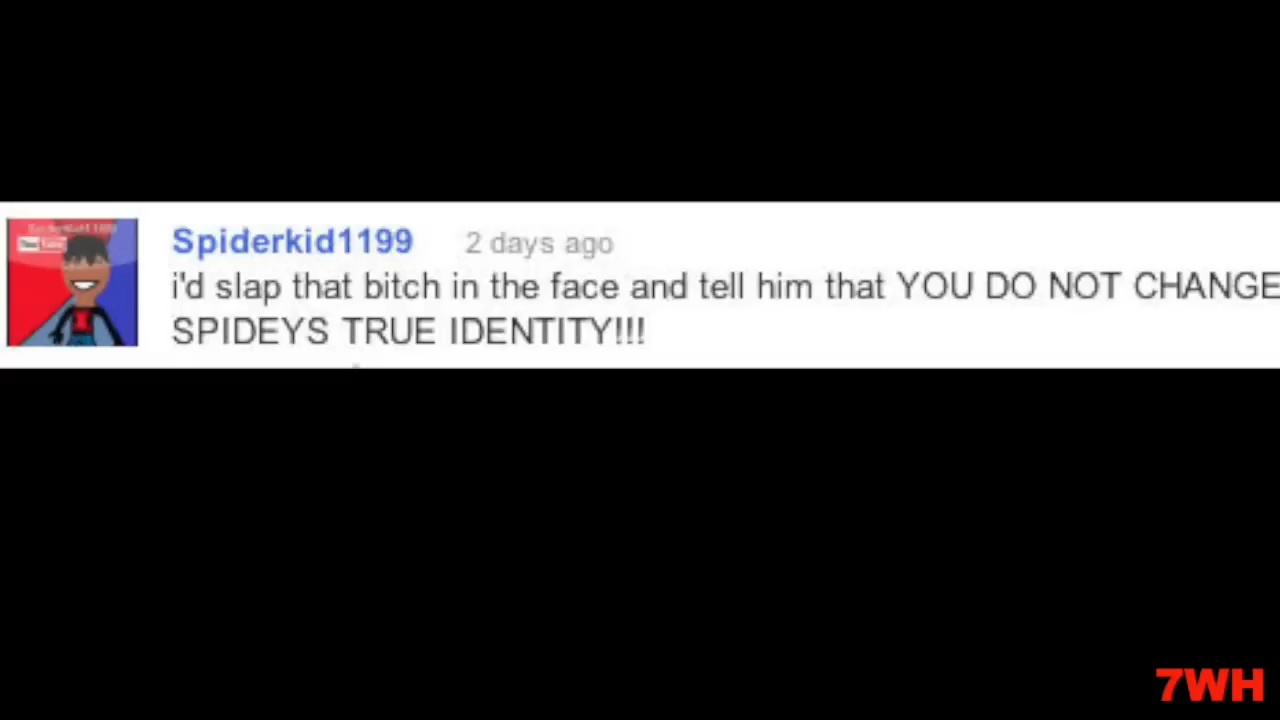 Spiderkid1199 2 days ago
i'd slap that bitch in the face and tell him that YOU DO NOT CHANGE
SPIDEYS TRUE IDENTITY!!!
7WH